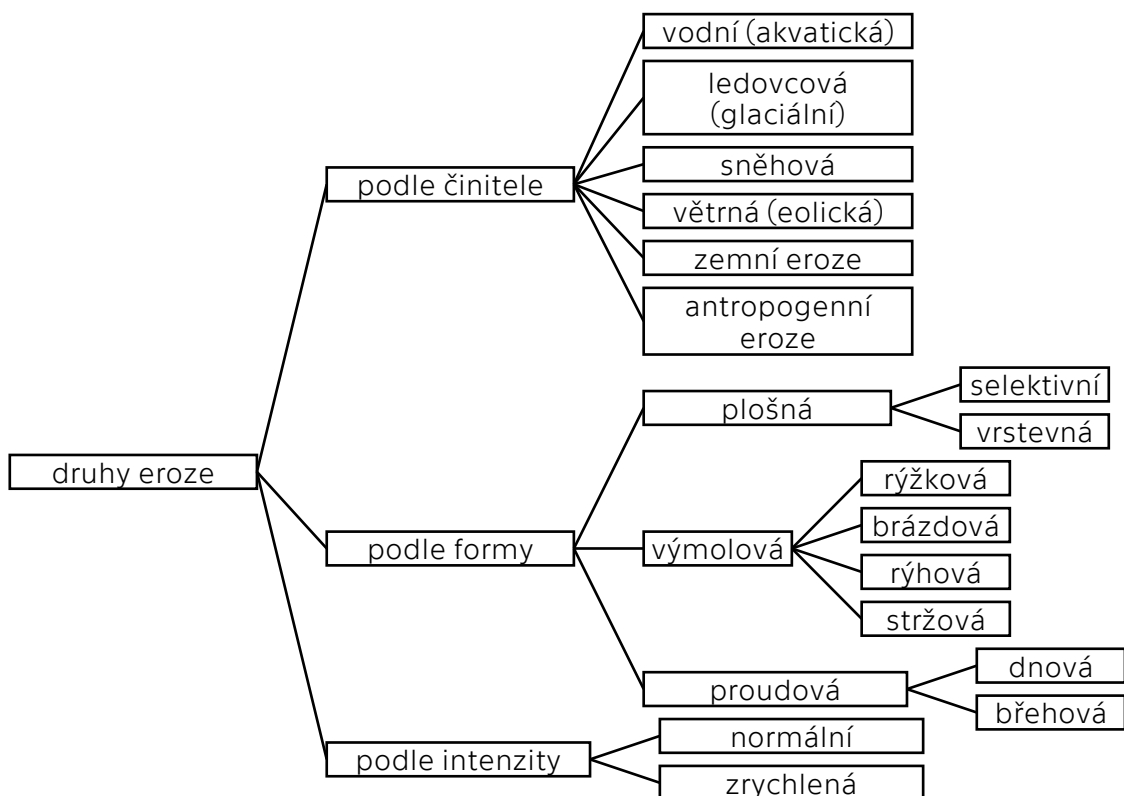 druhy eroze
podle činitele
vodní (akvatická)
ledovcová
(glaciální)
sněhová
větrná (eolická)
zemní eroze
antropogenní
eroze
podle formy
plošná
selektivní
vrstevná
výmolová
rýžková
brázdová
rýhová
stržová
proudová
dnová
břehová
podle intenzity
normální
zrychlená